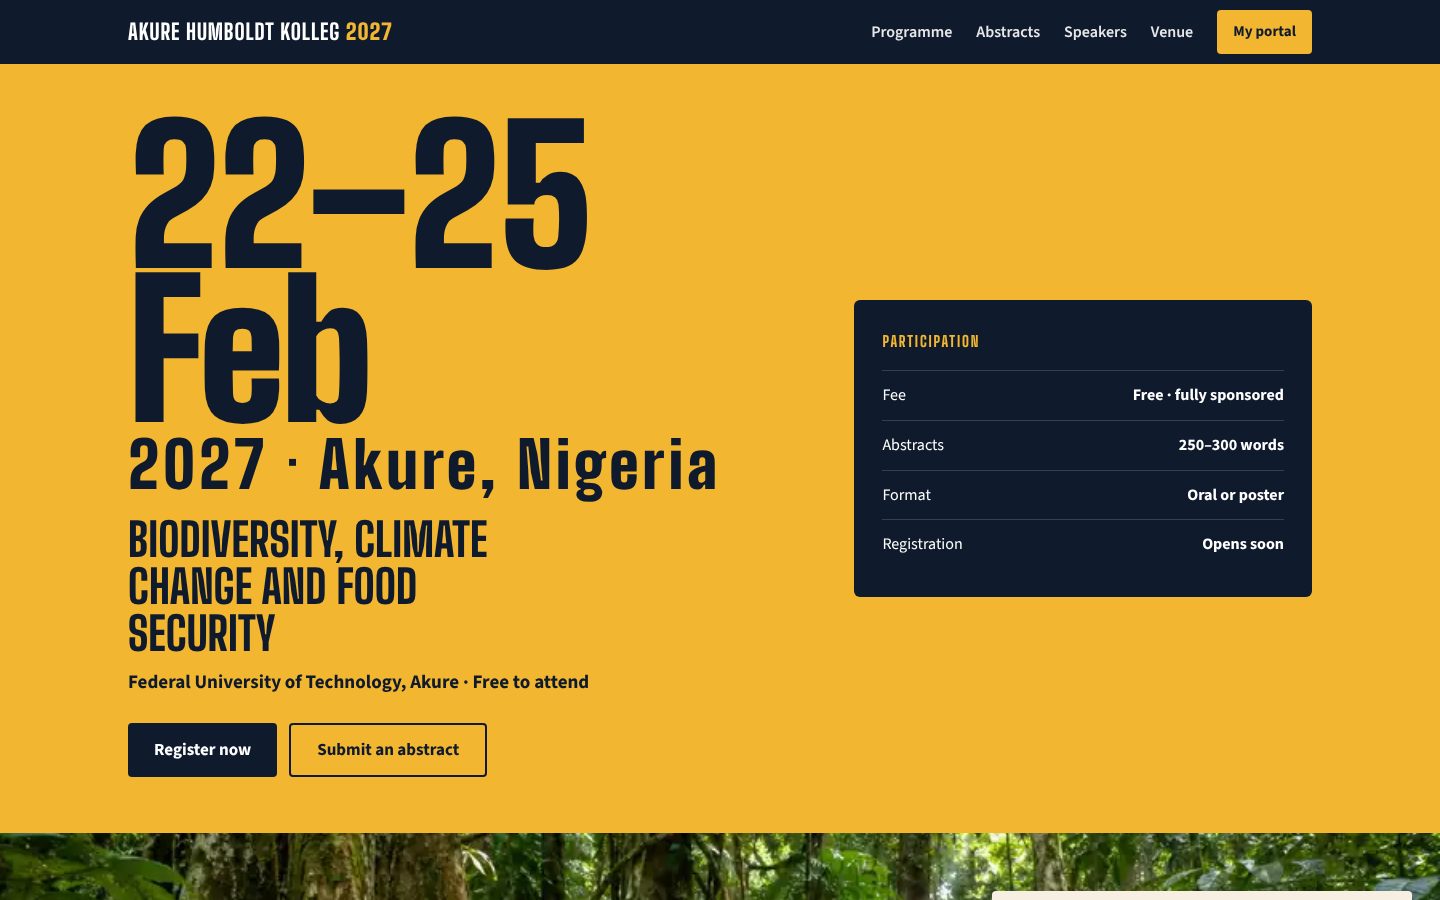 AKURE HUMBOLDT KOLLEG 2027
Programme
Abstracts
Speakers
Venue
My portal
22–25
Feb
2027 · Akure, Nigeria
BIODIVERSITY, CLIMATE
CHANGE AND FOOD
SECURITY
Federal University of Technology, Akure · Free to attend
Register now
Submit an abstract
PARTICIPATION
Fee Free · fully sponsored
Abstracts 250–300 words
Format Oral or poster
Registration Opens soon